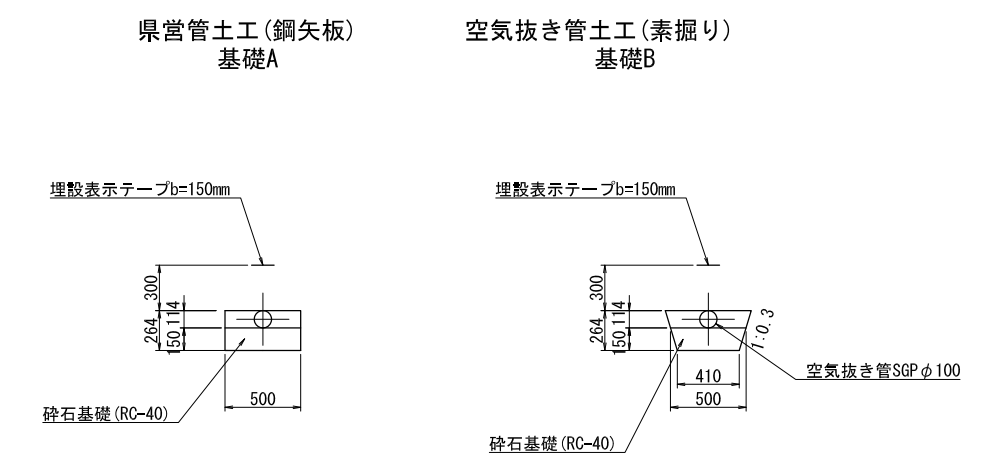 県営管土工(鋼矢板)
基礎A
埋設表示テープb=150mm
300
114
264
150
500
砕石基礎(RC-40)
空気抜き管土工(素掘り)
基礎B
埋設表示テープb=150mm
300
114
264
150
1:0.3
410
500
空気抜き管SGPφ100
砕石基礎(RC-40)